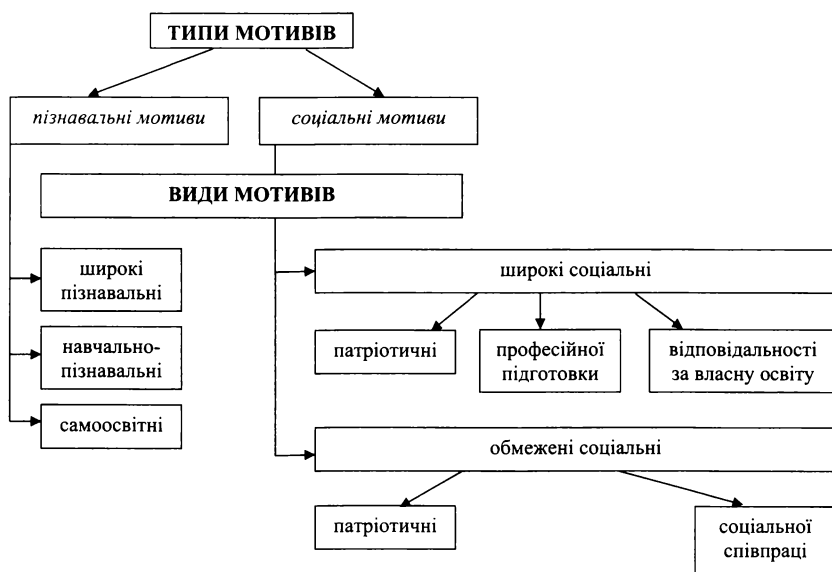 ТИПИ МОТИВІВ
пізнавальні мотиви
соціальні мотиви
ВИДИ МОТИВІВ
широкі
пізнавальні
навчально-
пізнавальні
самоосвітні
широкі соціальні
патріотичні
професійної
підготовки
відповідальності
за власну освіту
обмежені соціальні
патріотичні
соціальної
співпраці